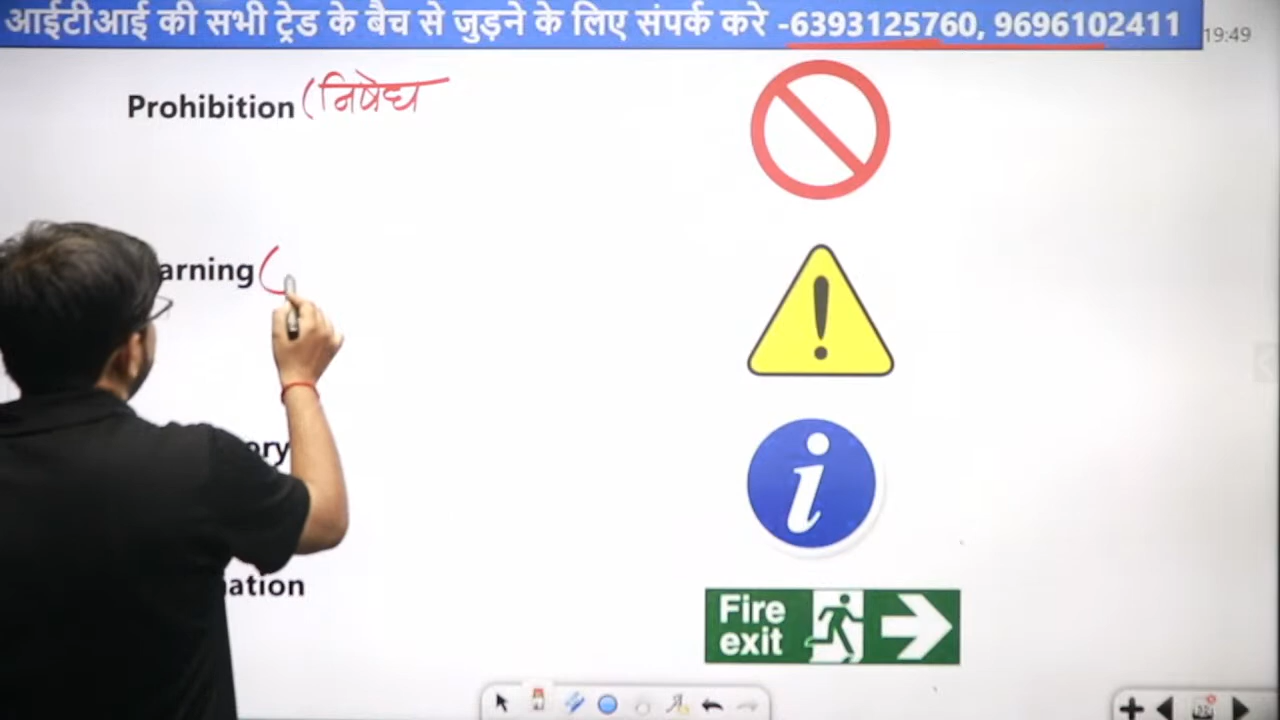 आईटीआई की सभी ट्रेड के बैच से जुड़ने के लिए संपर्क करे -6393125760, 9696102411
19:49
Prohibition (निषेध
arning (
ory
i
ation
Fire
exit